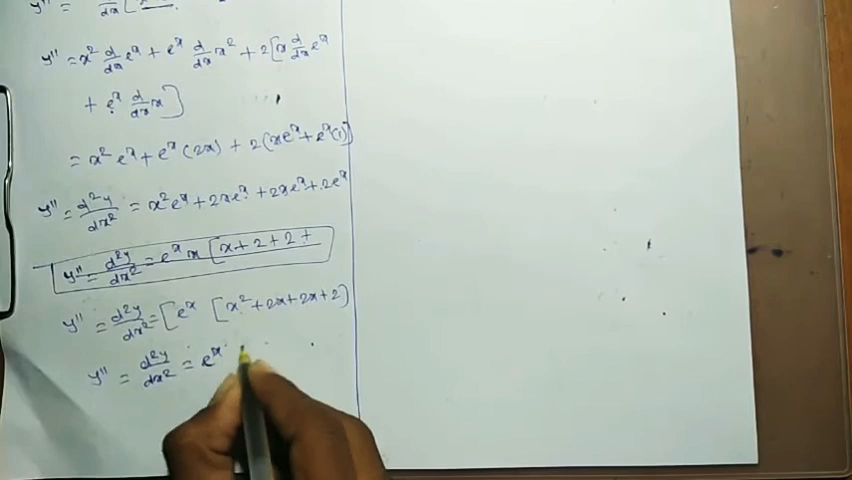 y'' = d/dx [
y'' = x² d/dx eˣ + eˣ d/dx x² + 2[x d/dx eˣ
+ eˣ d/dx x]
= x² eˣ + eˣ (2x) + 2(xeˣ + eˣ(1))
y'' = d²y/dx² = x²eˣ + 2xeˣ + 2xeˣ + 2eˣ
y'' = d²y/dx² = eˣ x [x + 2 + 2 +
y'' = d²y/dx² = [eˣ [x² + 2x + 2x + 2]
y'' = d²y/dx² = eˣ